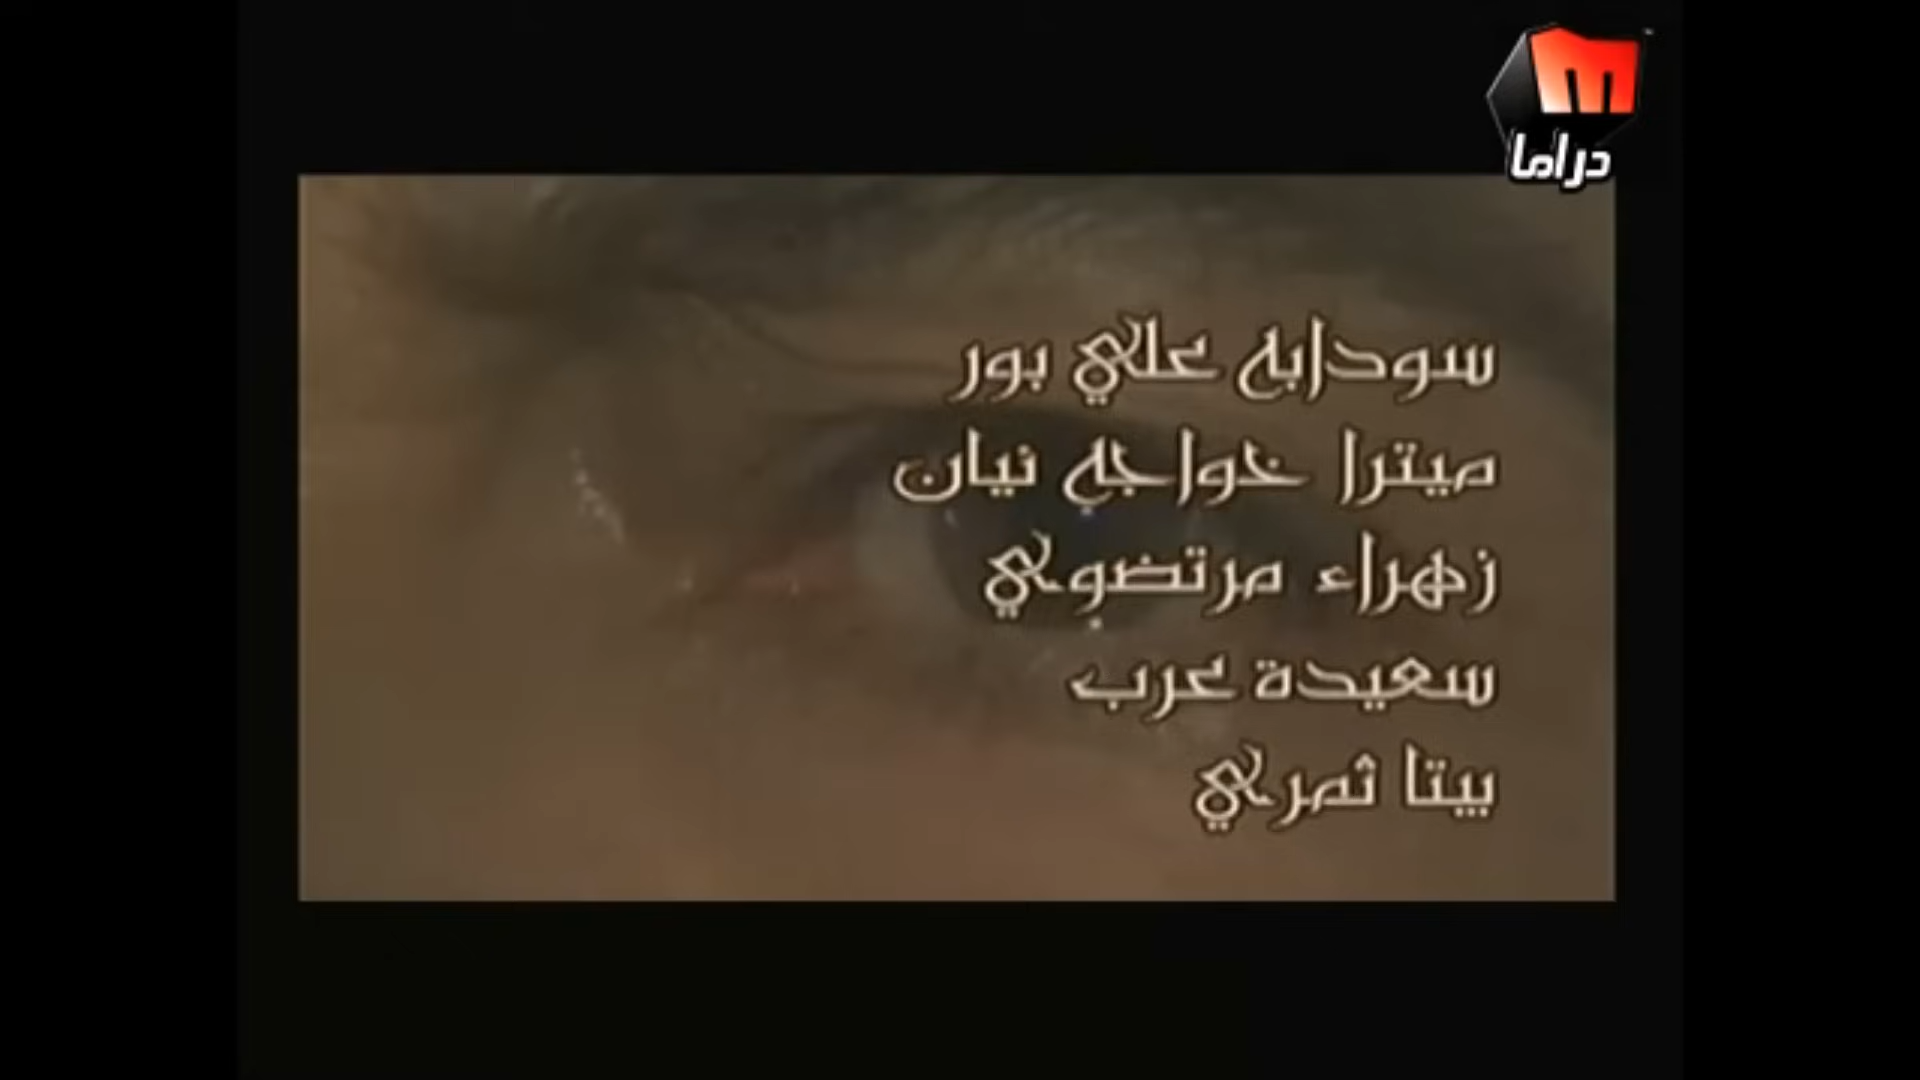 دراما
سودابه علي بور
ميترا خواجه نيان
زهراء مرتضوي
سعيدة عرب
بيتا ثمري